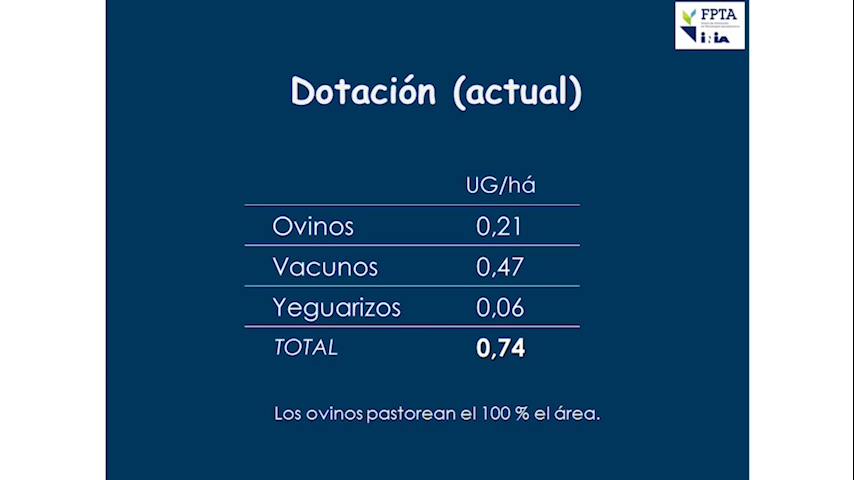 FPTA
INIA
Dotación (actual)
UG/há
Ovinos 0,21
Vacunos 0,47
Yeguarizos 0,06
TOTAL 0,74
Los ovinos pastorean el 100 % el área.